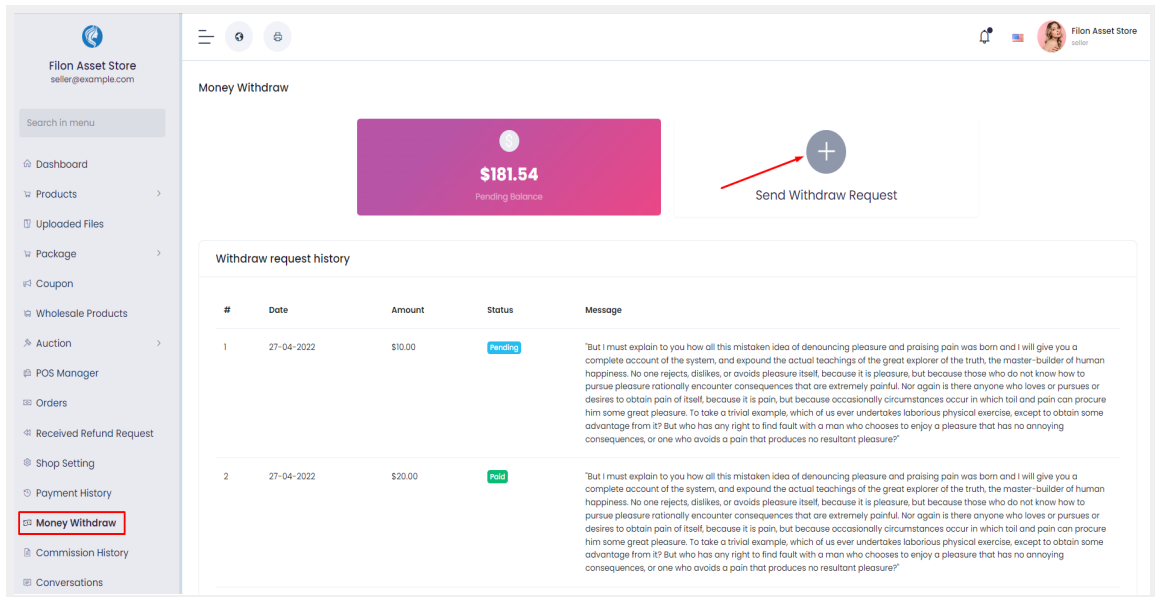 Filon Asset Store
seller@example.com
Search in menu
Dashboard
Products
Uploaded Files
Package
Coupon
Wholesale Products
Auction
POS Manager
Orders
Received Refund Request
Shop Setting
Payment History
Money Withdraw
Commission History
Conversations
Filon Asset Store
seller
Money Withdraw
$
$181.54
Pending Balance
Send Withdraw Request
Withdraw request history
# Date Amount Status Message
1 27-04-2022 $10.00 Pending "But I must explain to you how all this mistaken idea of denouncing pleasure and praising pain was born and I will give you a
complete account of the system, and expound the actual teachings of the great explorer of the truth, the master-builder of human
happiness. No one rejects, dislikes, or avoids pleasure itself, because it is pleasure, but because those who do not know how to
pursue pleasure rationally encounter consequences that are extremely painful. Nor again is there anyone who loves or pursues or
desires to obtain pain of itself, because it is pain, but because occasionally circumstances occur in which toil and pain can procure
him some great pleasure. To take a trivial example, which of us ever undertakes laborious physical exercise, except to obtain some
advantage from it? But who has any right to find fault with a man who chooses to enjoy a pleasure that has no annoying
consequences, or one who avoids a pain that produces no resultant pleasure?"
2 27-04-2022 $20.00 Paid "But I must explain to you how all this mistaken idea of denouncing pleasure and praising pain was born and I will give you a
complete account of the system, and expound the actual teachings of the great explorer of the truth, the master-builder of human
happiness. No one rejects, dislikes, or avoids pleasure itself, because it is pleasure, but because those who do not know how to
pursue pleasure rationally encounter consequences that are extremely painful. Nor again is there anyone who loves or pursues or
desires to obtain pain of itself, because it is pain, but because occasionally circumstances occur in which toil and pain can procure
him some great pleasure. To take a trivial example, which of us ever undertakes laborious physical exercise, except to obtain some
advantage from it? But who has any right to find fault with a man who chooses to enjoy a pleasure that has no annoying
consequences, or one who avoids a pain that produces no resultant pleasure?"